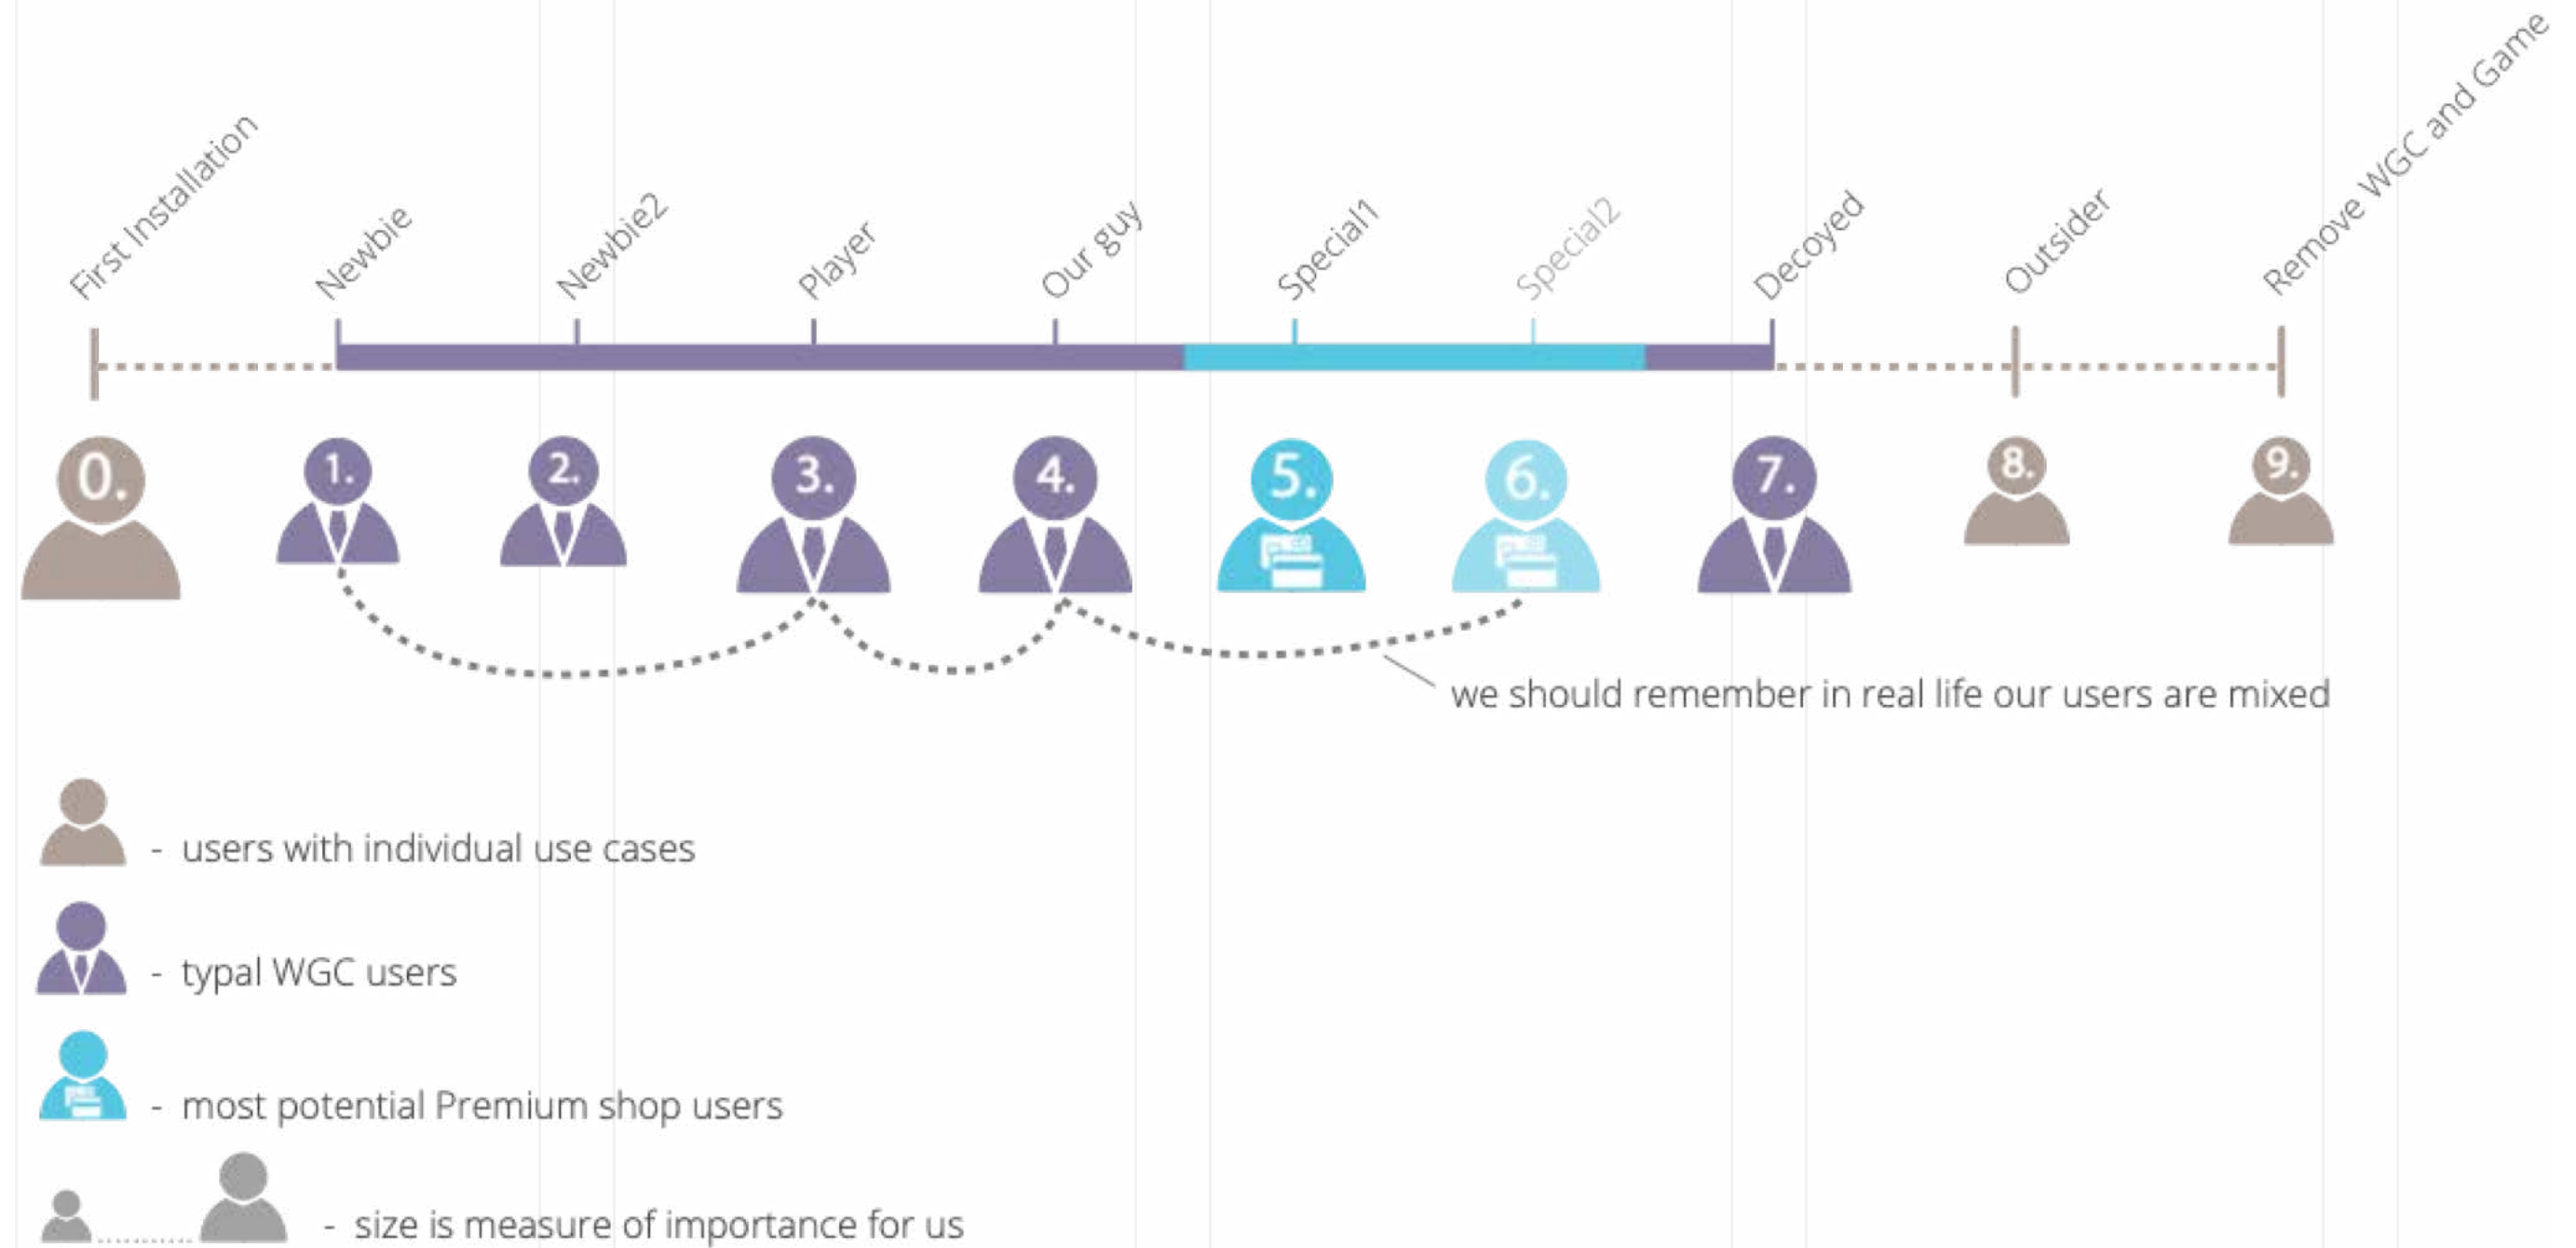 First Installation
Newbie
Newbie2
Player
Our guy
Special1
Special2
Decoyed
Outsider
Remove WGC and Game
0.
1.
2.
3.
4.
5.
6.
7.
8.
9.
we should remember in real life our users are mixed
- users with individual use cases
- typal WGC users
- most potential Premium shop users
- size is measure of importance for us